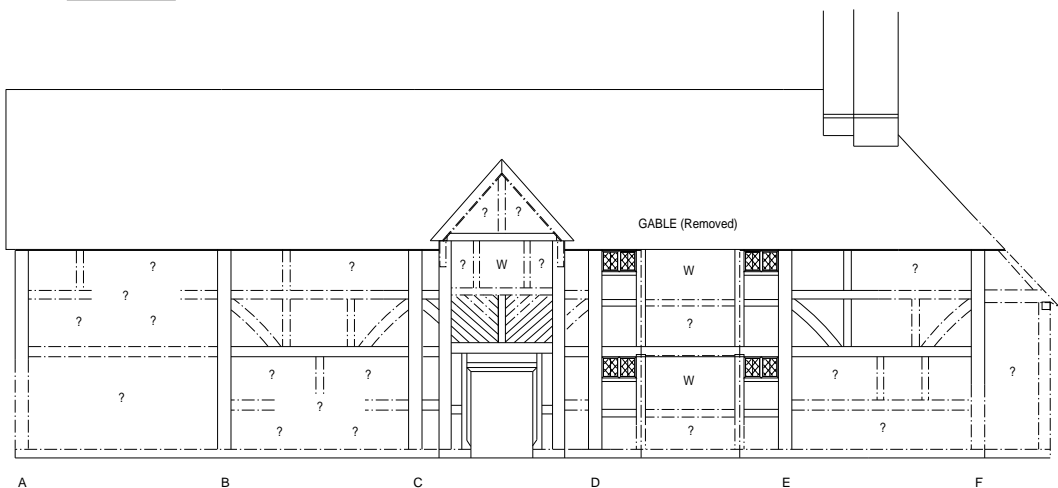 ? ?
GABLE (Removed)
? ? ? ? W ? W ?
?
? ? ?
? ? W ? ?
? ?
? ? ? ?
A B C D E F